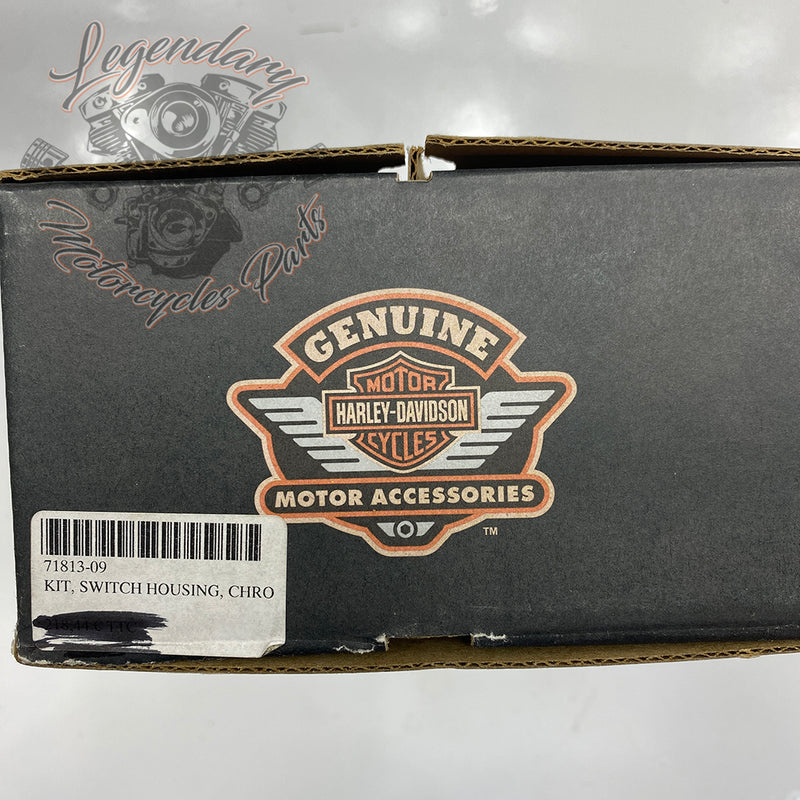 Legendary
Motorcycles Parts
GENUINE
MOTOR
HARLEY-DAVIDSON
CYCLES
MOTOR ACCESSORIES
TM
71813-09
KIT, SWITCH HOUSING, CHRO